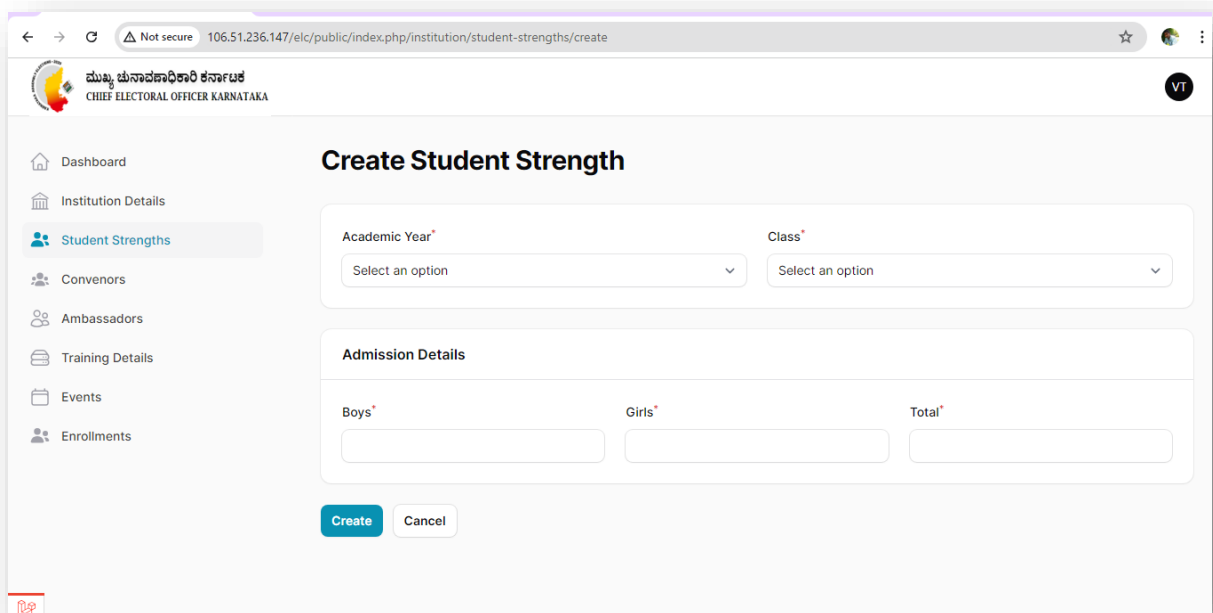 Not secure 106.51.236.147/elc/public/index.php/institution/student-strengths/create
ಮುಖ್ಯ ಚುನಾವಣಾಧಿಕಾರಿ ಕರ್ನಾಟಕ
CHIEF ELECTORAL OFFICER KARNATAKA
VT
Dashboard
Institution Details
Student Strengths
Convenors
Ambassadors
Training Details
Events
Enrollments
Create Student Strength
Academic Year* Class*
Select an option Select an option
Admission Details
Boys* Girls* Total*
Create Cancel